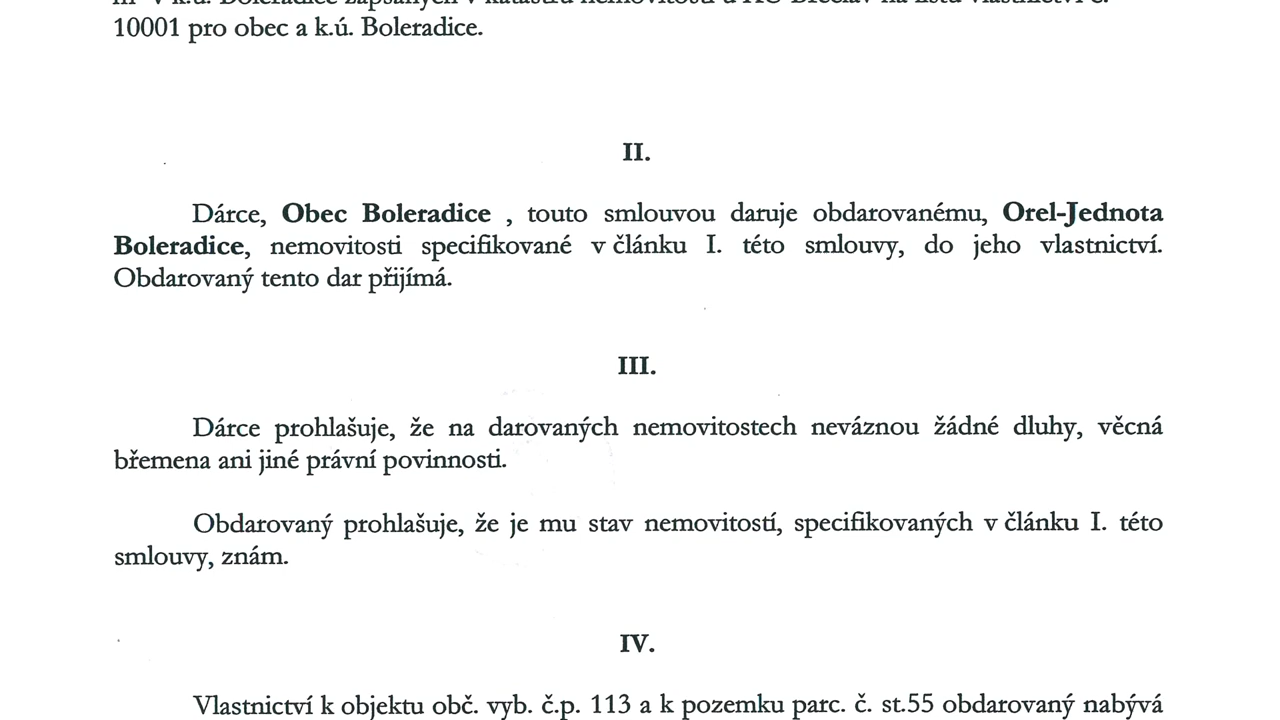 10001 pro obec a k.ú. Boleradice.
II.
Dárce, Obec Boleradice , touto smlouvou daruje obdarovanému, Orel-Jednota
Boleradice, nemovitosti specifikované v článku I. této smlouvy, do jeho vlastnictví.
Obdarovaný tento dar přijímá.
III.
Dárce prohlašuje, že na darovaných nemovitostech neváznou žádné dluhy, věcná
břemena ani jiné právní povinnosti.
Obdarovaný prohlašuje, že je mu stav nemovitostí, specifikovaných v článku I. této
smlouvy, znám.
IV.
Vlastnictví k objektu obč. vyb. č.p. 113 a k pozemku parc. č. st.55 obdarovaný nabývá